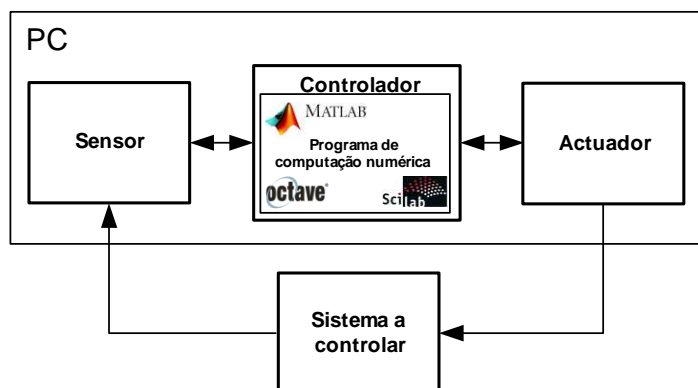 PC
Sensor
Controlador
MATLAB
Programa de
computação numérica
octave
Scilab
Actuador
Sistema a
controlar